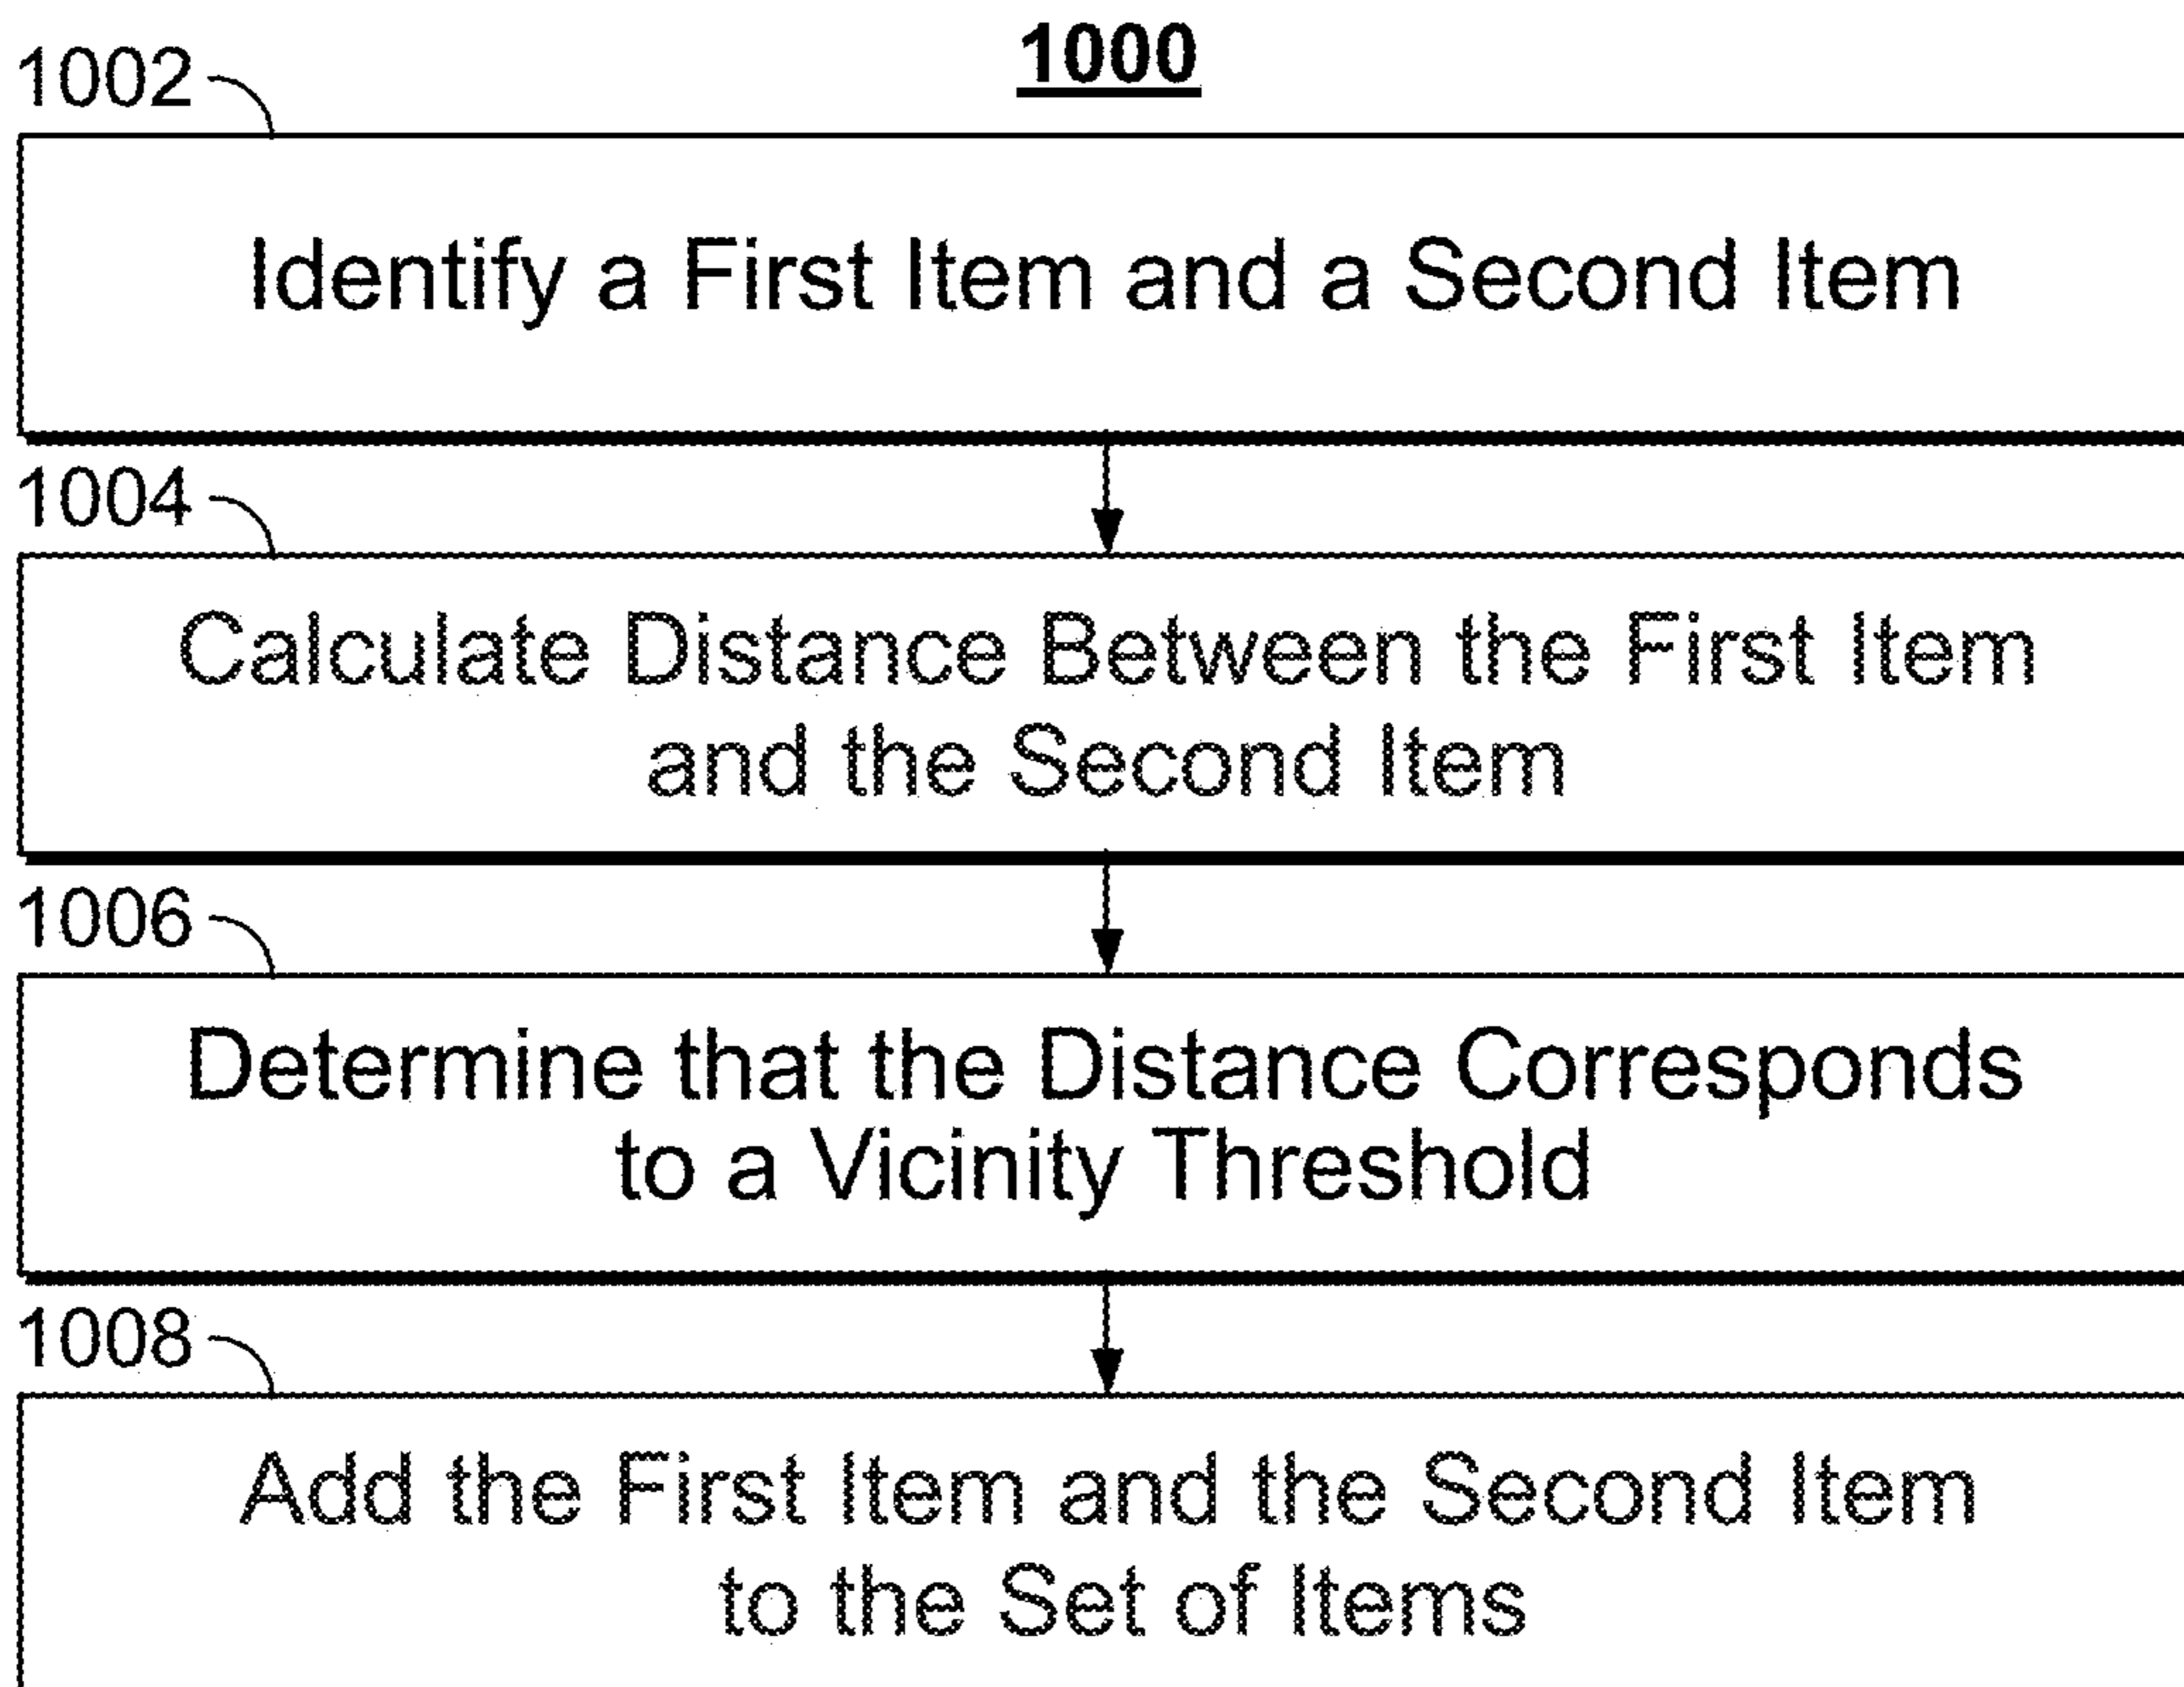 1000
1002
Identify a First Item and a Second Item
1004
Calculate Distance Between the First Item
and the Second Item
1006
Determine that the Distance Corresponds
to a Vicinity Threshold
1008
Add the First Item and the Second Item
to the Set of Items